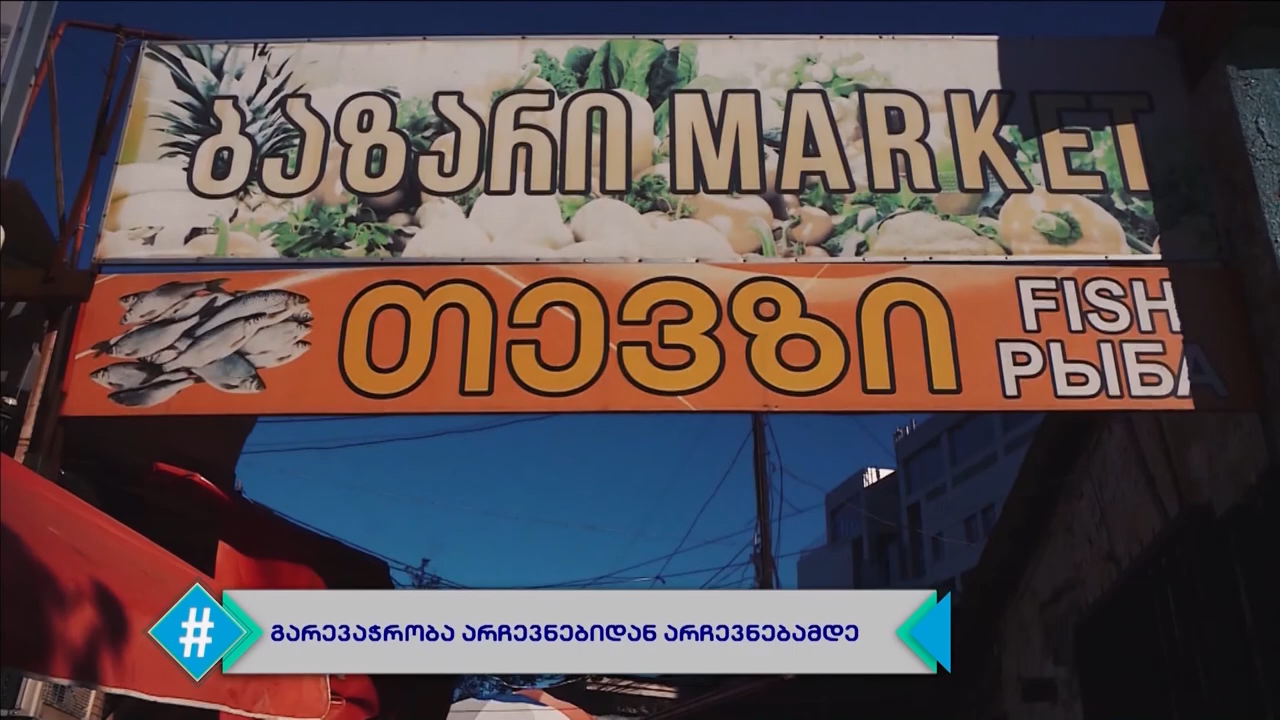 ბაზარი MARKET
თევზი
FISH
РЫБА
#
გარევაჭრობა არჩევნებიდან არჩევნებამდე